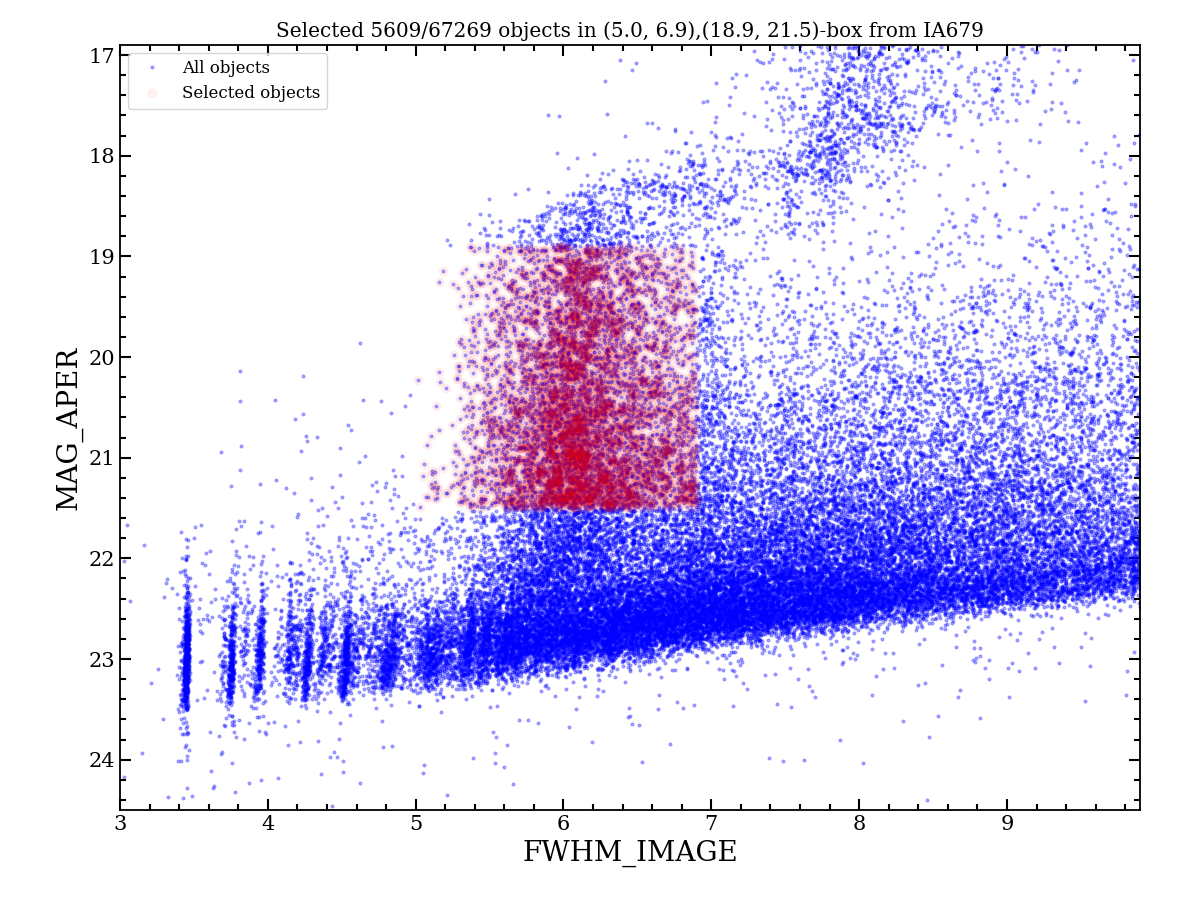 Selected 5609/67269 objects in (5.0, 6.9),(18.9, 21.5)-box from IA679
All objects
Selected objects
17
18
19
20
21
22
23
24
MAG_APER
3 4 5 6 7 8 9
FWHM_IMAGE